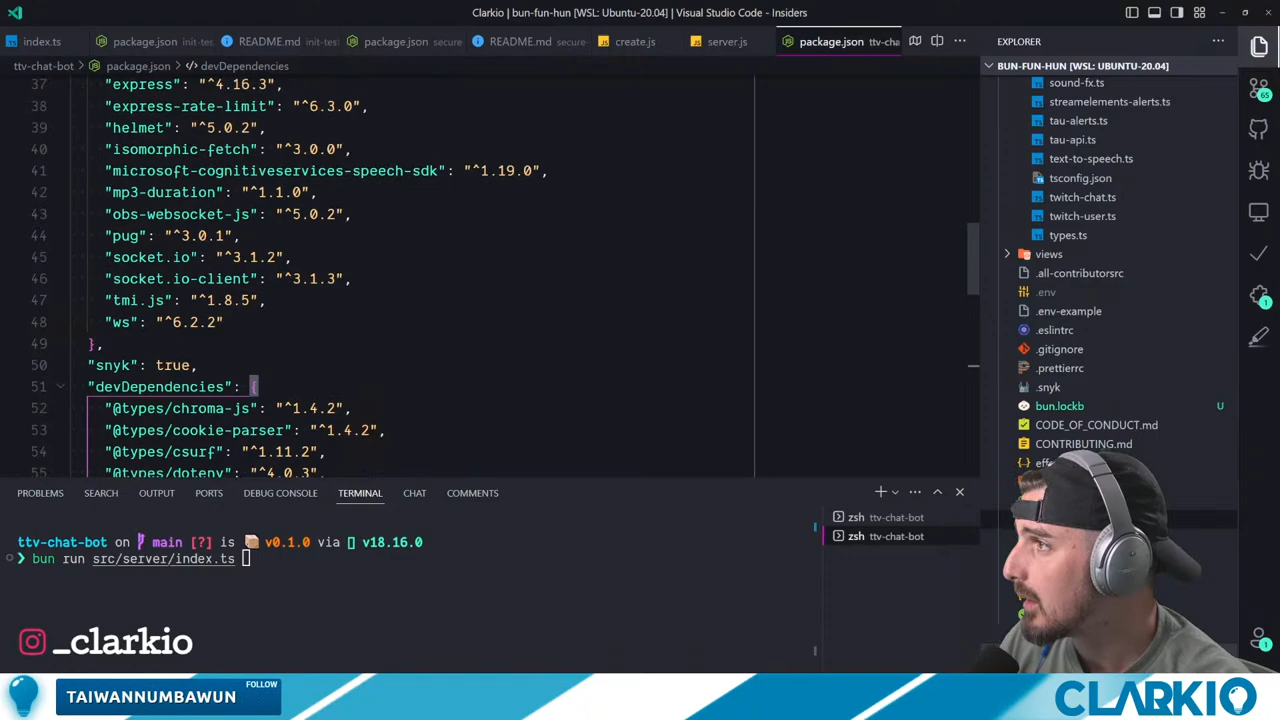 Clarkio | bun-fun-hun [WSL: Ubuntu-20.04] | Visual Studio Code - Insiders
index.ts
package.json init-tes
README.md init-test
package.json secure
README.md secure-
create.js
server.js
package.json ttv-cha
EXPLORER
ttv-chat-bot > package.json > devDependencies
BUN-FUN-HUN [WSL: UBUNTU-20.04]
37 "express": "^4.16.3",
38 "express-rate-limit": "^6.3.0",
39 "helmet": "^5.0.2",
40 "isomorphic-fetch": "^3.0.0",
41 "microsoft-cognitiveservices-speech-sdk": "^1.19.0",
42 "mp3-duration": "^1.1.0",
43 "obs-websocket-js": "^5.0.2",
44 "pug": "^3.0.1",
45 "socket.io": "^3.1.2",
46 "socket.io-client": "^3.1.3",
47 "tmi.js": "^1.8.5",
48 "ws": "^6.2.2"
49 },
50 "snyk": true,
51 "devDependencies": {
52 "@types/chroma-js": "^1.4.2",
53 "@types/cookie-parser": "^1.4.2",
54 "@types/csurf": "^1.11.2",
55 "@types/dotenv": "^4.0.3",
sound-fx.ts
streamelements-alerts.ts
tau-alerts.ts
tau-api.ts
text-to-speech.ts
tsconfig.json
twitch-chat.ts
twitch-user.ts
types.ts
views
.all-contributorsrc
.env
.env-example
.eslintrc
.gitignore
.prettierrc
.snyk
bun.lockb U
CODE_OF_CONDUCT.md
CONTRIBUTING.md
65
1
1
PROBLEMS
SEARCH
OUTPUT
PORTS
DEBUG CONSOLE
TERMINAL
CHAT
COMMENTS
zsh ttv-chat-bot
zsh ttv-chat-bot
ttv-chat-bot on main [?] is v0.1.0 via v18.16.0
❯ bun run src/server/index.ts
_clarkio
TAIWANNUMBAWUN
FOLLOW
CLARKIO